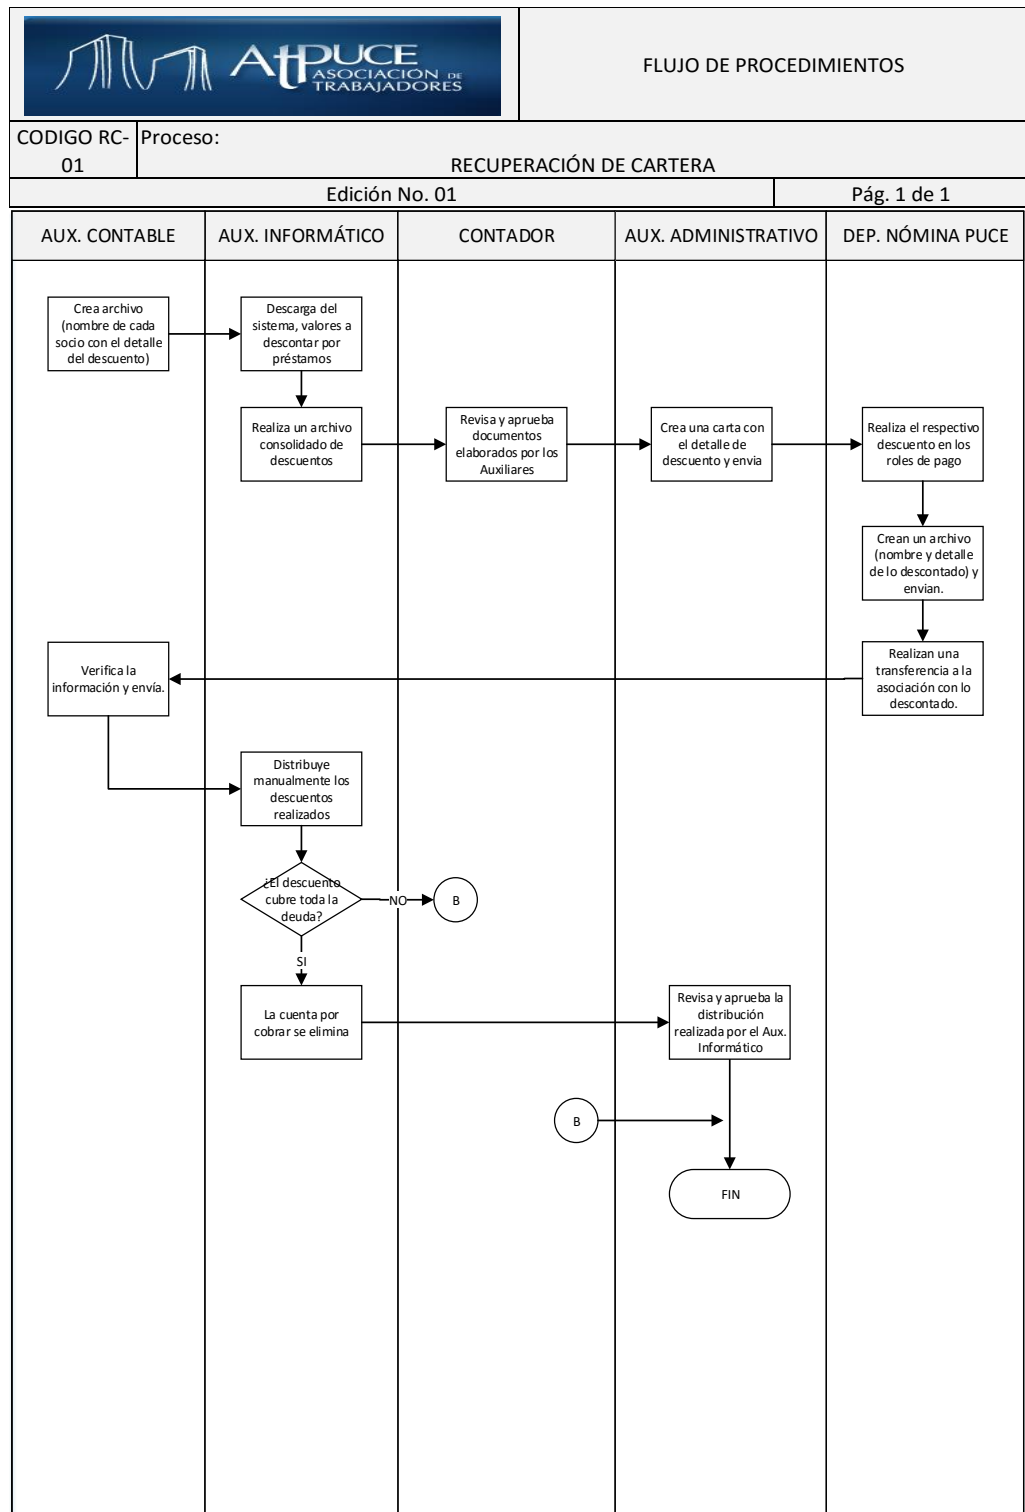 AtPUCE
ASOCIACIÓN DE
TRABAJADORES
FLUJO DE PROCEDIMIENTOS
CODIGO RC-
01
Proceso:
RECUPERACIÓN DE CARTERA
Edición No. 01
Pág. 1 de 1
AUX. CONTABLE
AUX. INFORMÁTICO
CONTADOR
AUX. ADMINISTRATIVO
DEP. NÓMINA PUCE
Crea archivo
(nombre de cada
socio con el detalle
del descuento)
Descarga del
sistema, valores a
descontar por
préstamos
Realiza un archivo
consolidado de
descuentos
Revisa y aprueba
documentos
elaborados por los
Auxiliares
Crea una carta con
el detalle de
descuento y envia
Realiza el respectivo
descuento en los
roles de pago
Crean un archivo
(nombre y detalle
de lo descontado) y
envian.
Realizan una
transferencia a la
asociación con lo
descontado.
Verifica la
información y envía.
Distribuye
manualmente los
descuentos
realizados
¿El descuento
cubre toda la
deuda?
NO
B
SI
La cuenta por
cobrar se elimina
Revisa y aprueba la
distribución
realizada por el Aux.
Informático
B
FIN